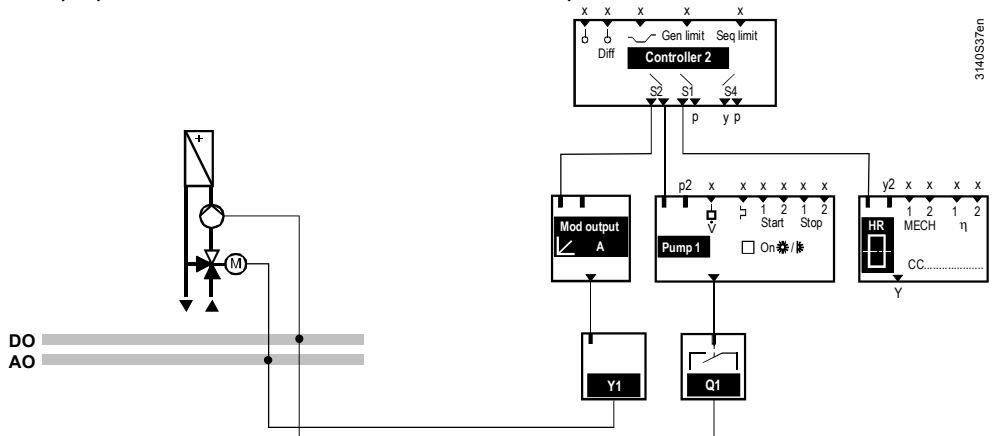 x x x x x
Gen limit Seq limit
Diff
Controller 2
S2 S1 S4
p y p
3140S37en
+
M
DO
AO
Mod output
A
p2 x x x x x x
1 2 1 2
V Start Stop
Pump 1 On /
y2 x x x x
1 2 1 2
HR MECH η
CC...................
Y
Y1
Q1